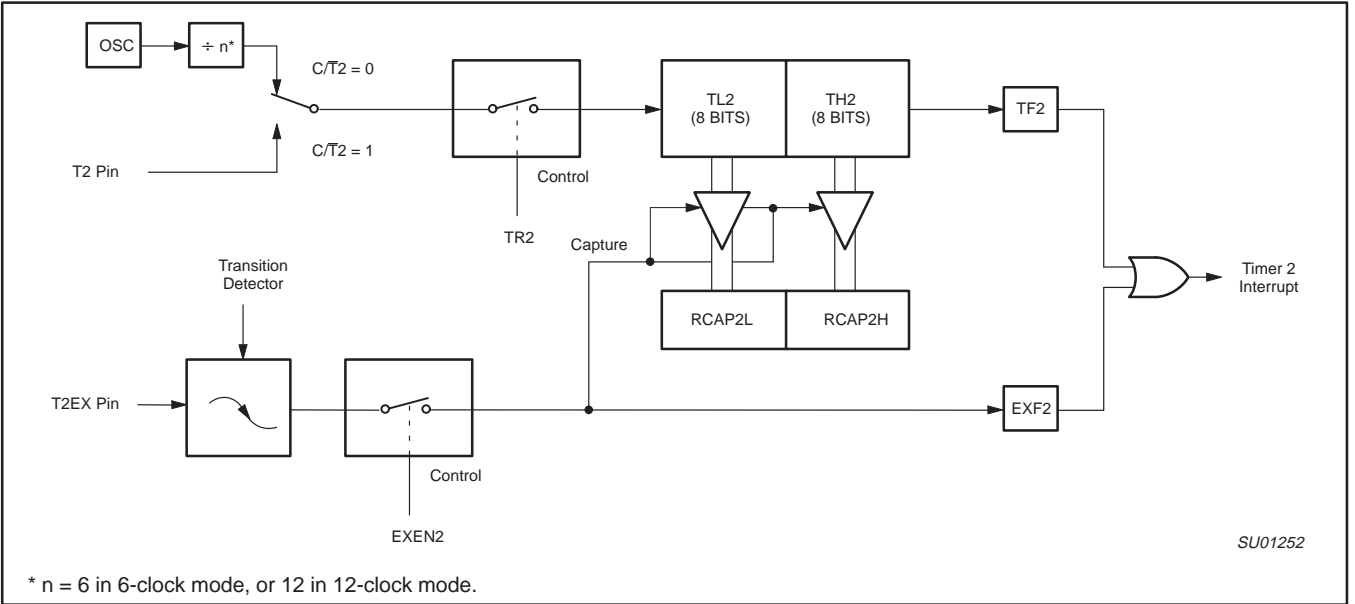 OSC
÷ n*
C/T̅2 = 0
C/T̅2 = 1
T2 Pin
Control
TR2
TL2
(8 BITS)
TH2
(8 BITS)
TF2
Capture
RCAP2L
RCAP2H
Timer 2
Interrupt
Transition
Detector
T2EX Pin
Control
EXEN2
EXF2
SU01252
* n = 6 in 6-clock mode, or 12 in 12-clock mode.